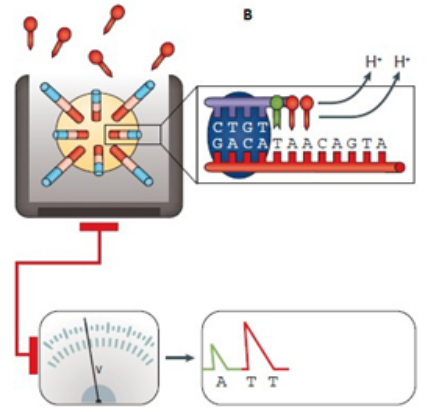 B
H⁺ H⁺
CTGT
GACATAACAGTA
V
A T T